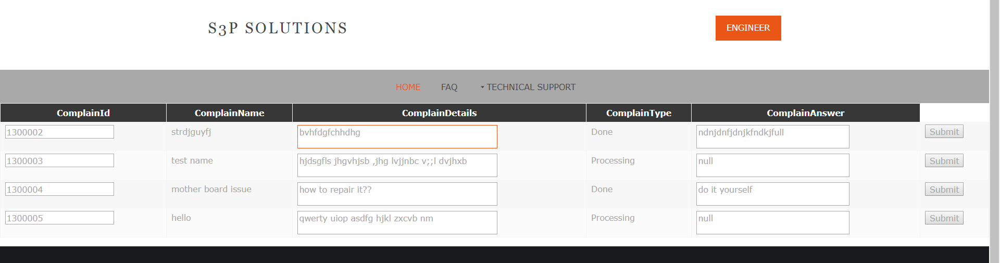 S3P SOLUTIONS
ENGINEER
HOME FAQ TECHNICAL SUPPORT
ComplainId ComplainName ComplainDetails ComplainType ComplainAnswer
1300002 strdjguyfj bvhfdgfchhdhg Done ndnjdnfjdnjkfndkjfull Submit
1300003 test name hjdsgfls jhgvhjsb ,jhg lvjjnbc v;;l dvjhxb Processing null Submit
1300004 mother board issue how to repair it?? Done do it yourself Submit
1300005 hello qwerty uiop asdfg hjkl zxcvb nm Processing null Submit